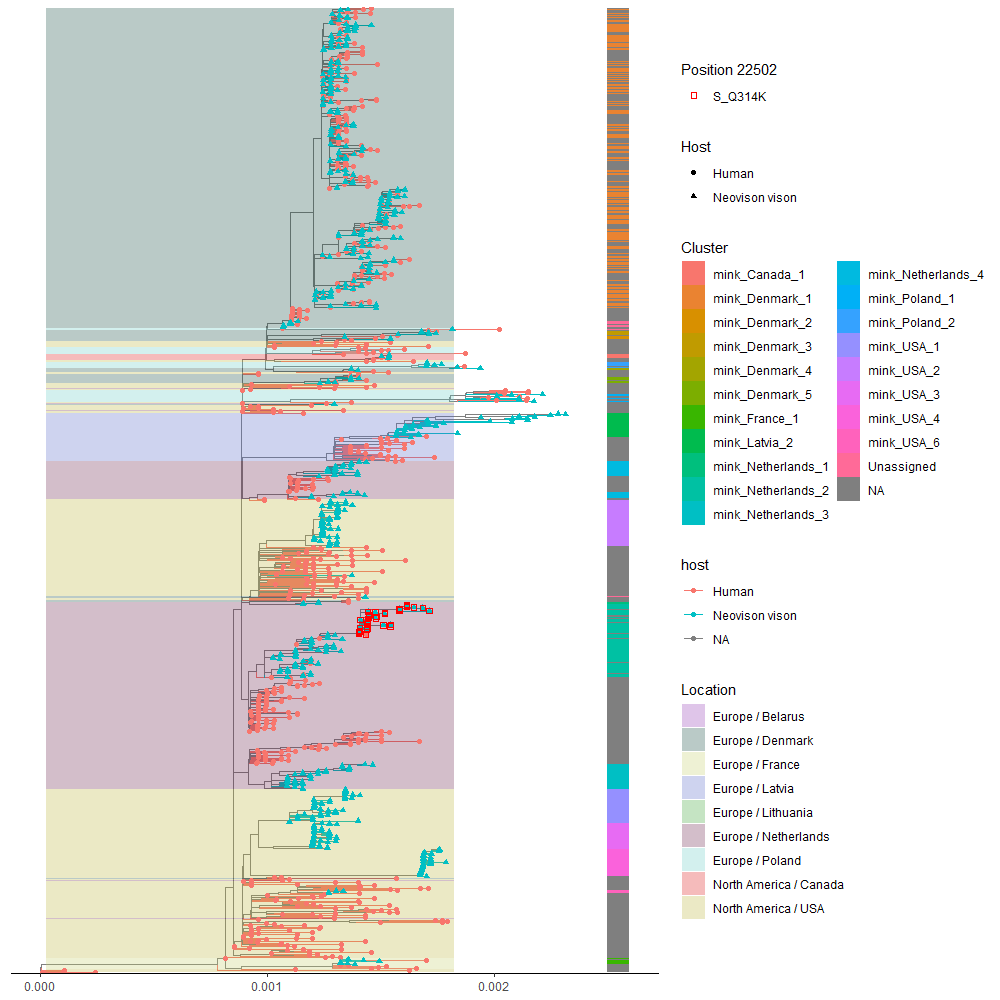 Position 22502
S_Q314K
Host
Human
Neovison vison
Cluster
mink_Canada_1
mink_Denmark_1
mink_Denmark_2
mink_Denmark_3
mink_Denmark_4
mink_Denmark_5
mink_France_1
mink_Latvia_2
mink_Netherlands_1
mink_Netherlands_2
mink_Netherlands_3
mink_Netherlands_4
mink_Poland_1
mink_Poland_2
mink_USA_1
mink_USA_2
mink_USA_3
mink_USA_4
mink_USA_6
Unassigned
NA
host
Human
Neovison vison
NA
Location
Europe / Belarus
Europe / Denmark
Europe / France
Europe / Latvia
Europe / Lithuania
Europe / Netherlands
Europe / Poland
North America / Canada
North America / USA
0.000
0.001
0.002